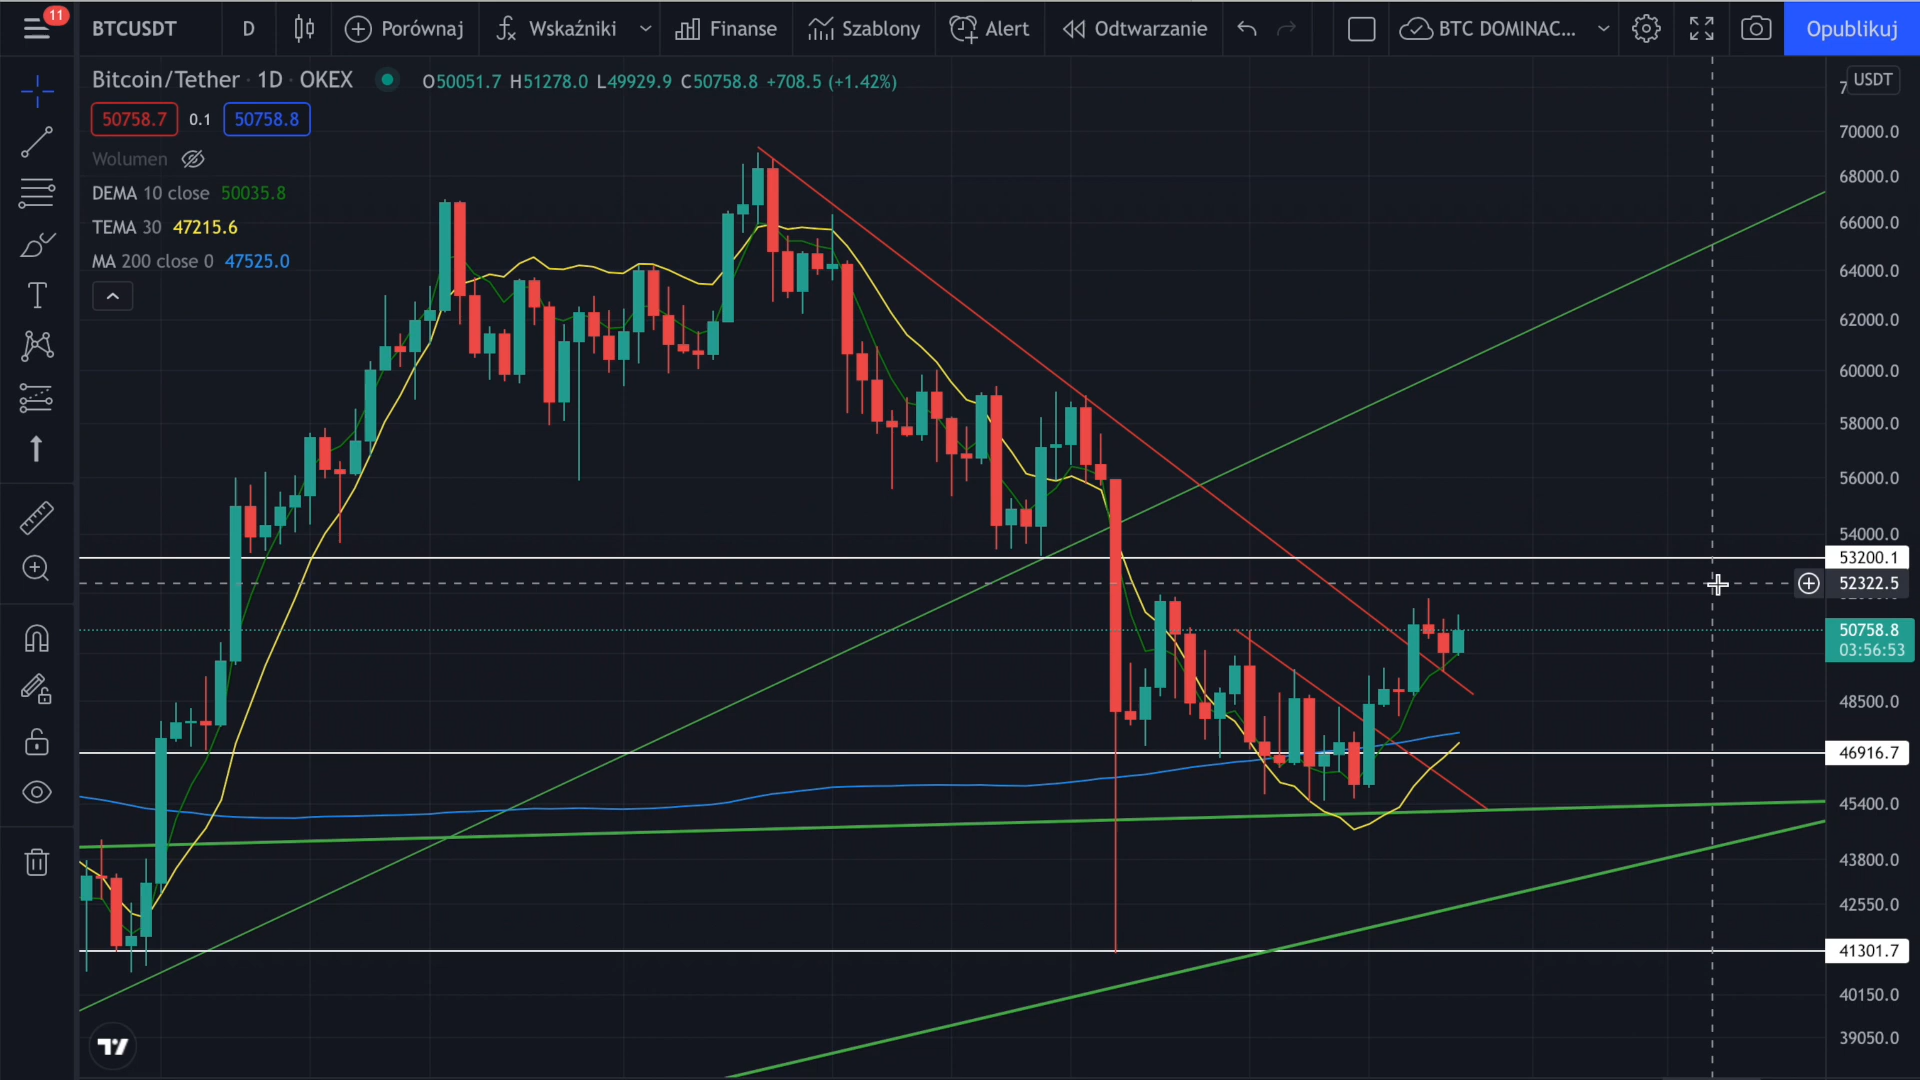 11
BTCUSDT D Porównaj Wskaźniki Finanse Szablony Alert Odtwarzanie BTC DOMINAC... Opublikuj
Bitcoin/Tether · 1D · OKEX O50051.7 H51278.0 L49929.9 C50758.8 +708.5 (+1.42%)
USDT
50758.7 0.1 50758.8
Wolumen
DEMA 10 close 50035.8
TEMA 30 47215.6
MA 200 close 0 47525.0
70000.0
68000.0
66000.0
64000.0
62000.0
60000.0
58000.0
56000.0
54000.0
53200.1
52322.5
50758.8
03:56:53
48500.0
46916.7
45400.0
43800.0
42550.0
41301.7
40150.0
39050.0